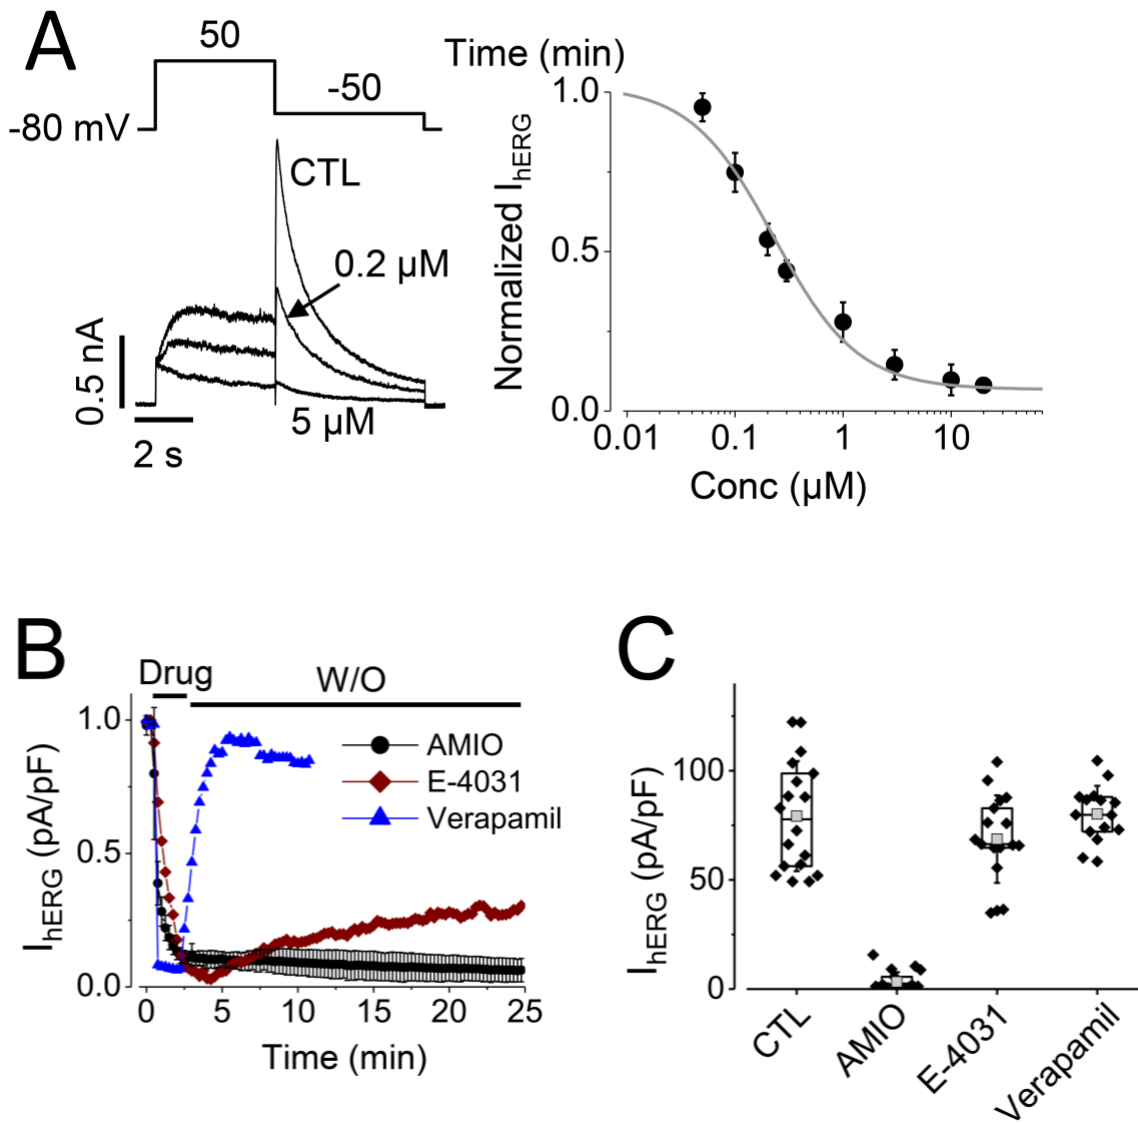 A
50
-50
-80 mV
CTL
0.2 µM
5 µM
0.5 nA
2 s
Time (min)
Normalized IhERG
1.0
0.5
0.0
0.01
0.1
1
10
Conc (µM)
B
Drug
W/O
AMIO
E-4031
Verapamil
IhERG (pA/pF)
1.0
0.5
0.0
0
5
10
15
20
25
Time (min)
C
IhERG (pA/pF)
100
50
0
CTL
AMIO
E-4031
Verapamil